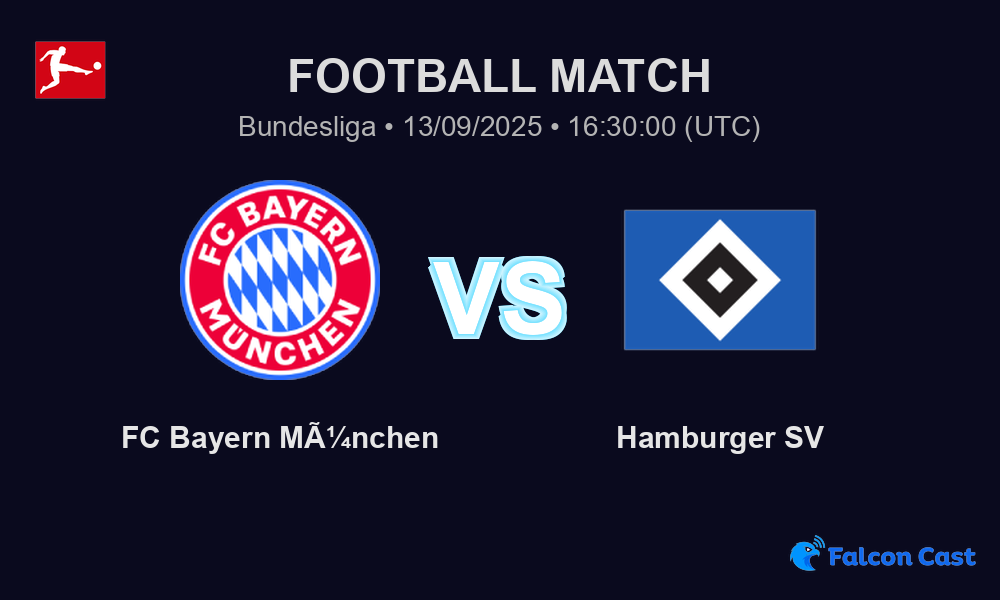 FOOTBALL MATCH
Bundesliga • 13/09/2025 • 16:30:00 (UTC)
FC BAYERN
MÜNCHEN
VS
FC Bayern MÃ¼nchen
Hamburger SV
Falcon Cast